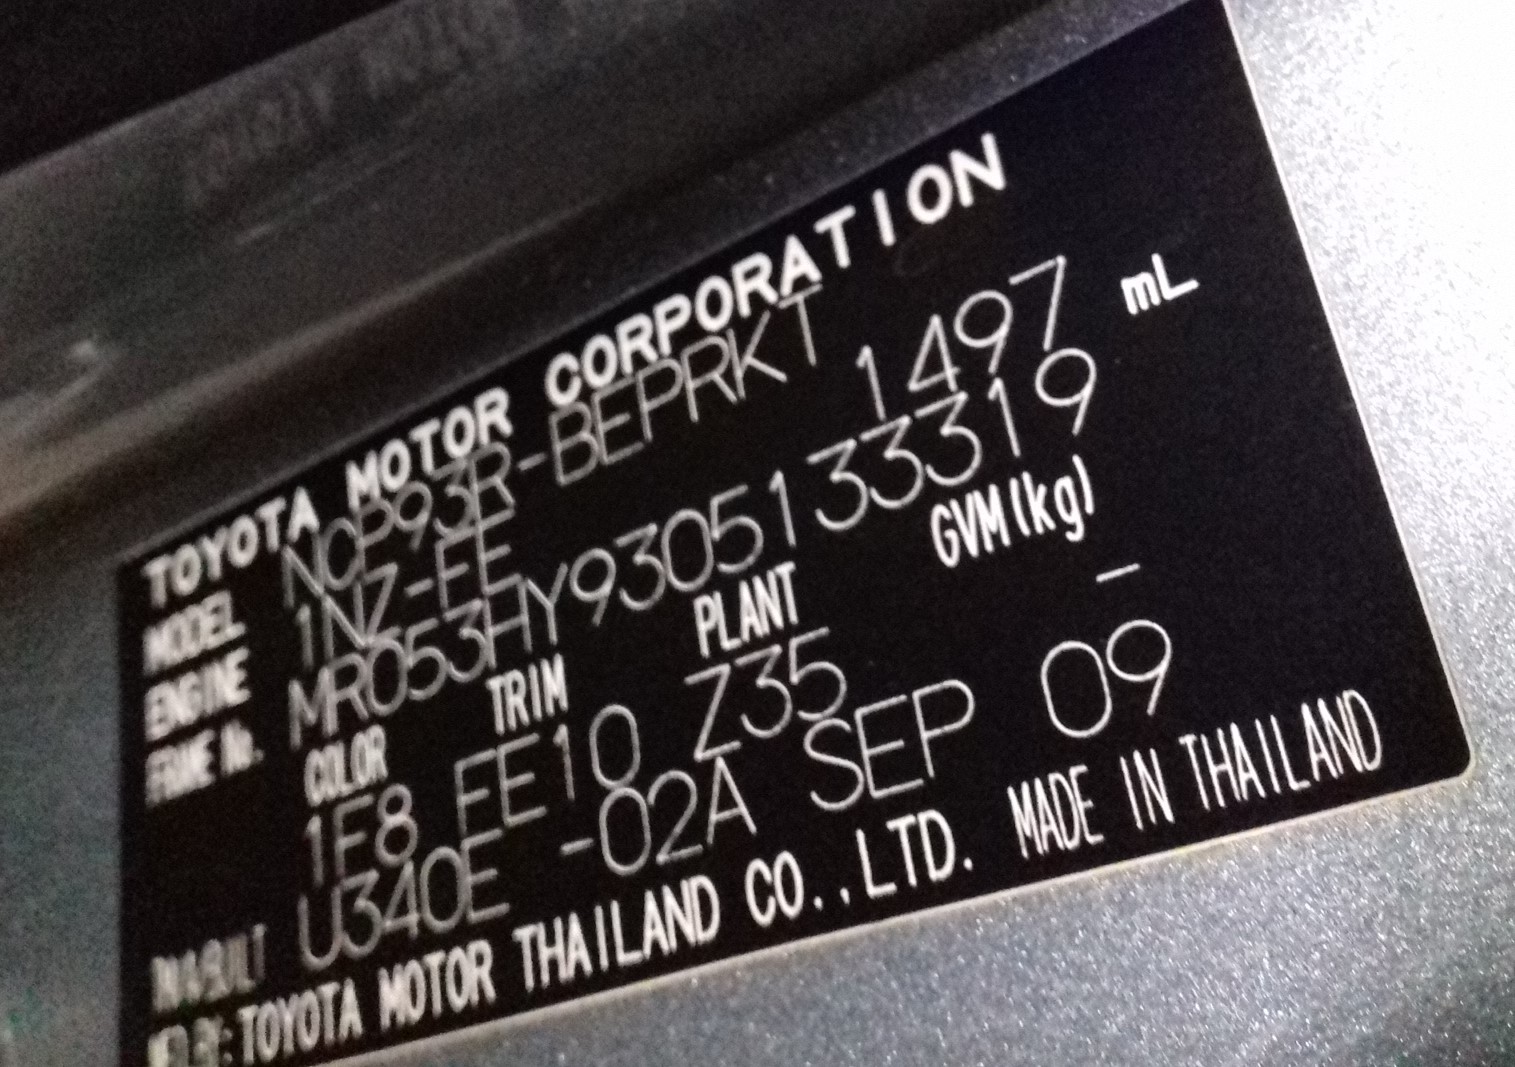 TOYOTA MOTOR CORPORATION
MODEL NCP93R-BEPRKT
ENGINE 1NZ-FE 1497 mL
FRAME No. MR053HY9305133319
COLOR TRIM PLANT GVM(kg)
1F8 FE10 Z35 —
U340E -02A SEP 09
TOYOTA MOTOR THAILAND CO.,LTD. MADE IN THAILAND